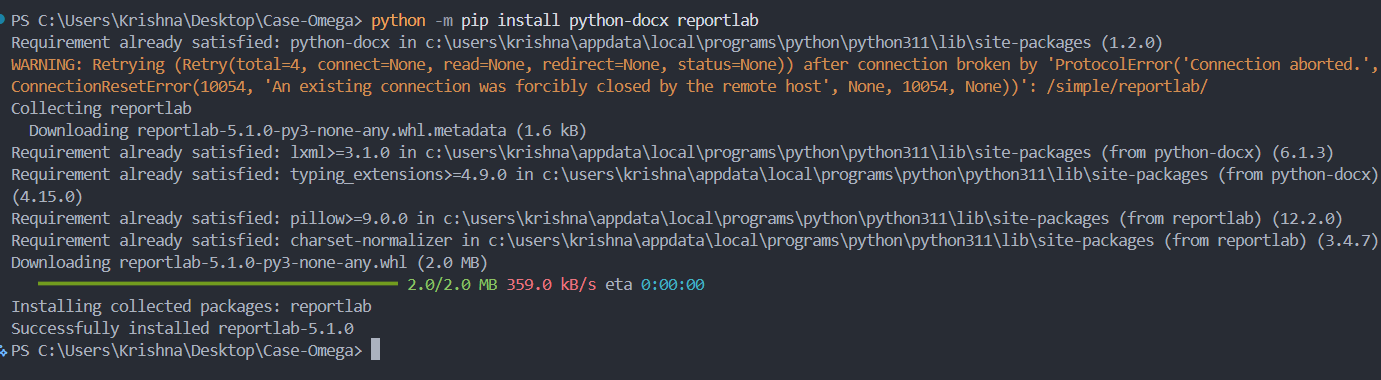 PS C:\Users\Krishna\Desktop\Case-Omega> python -m pip install python-docx reportlab
Requirement already satisfied: python-docx in c:\users\krishna\appdata\local\programs\python\python311\lib\site-packages (1.2.0)
WARNING: Retrying (Retry(total=4, connect=None, read=None, redirect=None, status=None)) after connection broken by 'ProtocolError('Connection aborted.',
ConnectionResetError(10054, 'An existing connection was forcibly closed by the remote host', None, 10054, None))': /simple/reportlab/
Collecting reportlab
  Downloading reportlab-5.1.0-py3-none-any.whl.metadata (1.6 kB)
Requirement already satisfied: lxml>=3.1.0 in c:\users\krishna\appdata\local\programs\python\python311\lib\site-packages (from python-docx) (6.1.3)
Requirement already satisfied: typing_extensions>=4.9.0 in c:\users\krishna\appdata\local\programs\python\python311\lib\site-packages (from python-docx)
(4.15.0)
Requirement already satisfied: pillow>=9.0.0 in c:\users\krishna\appdata\local\programs\python\python311\lib\site-packages (from reportlab) (12.2.0)
Requirement already satisfied: charset-normalizer in c:\users\krishna\appdata\local\programs\python\python311\lib\site-packages (from reportlab) (3.4.7)
Downloading reportlab-5.1.0-py3-none-any.whl (2.0 MB)
2.0/2.0 MB 359.0 kB/s eta 0:00:00
Installing collected packages: reportlab
Successfully installed reportlab-5.1.0
PS C:\Users\Krishna\Desktop\Case-Omega>